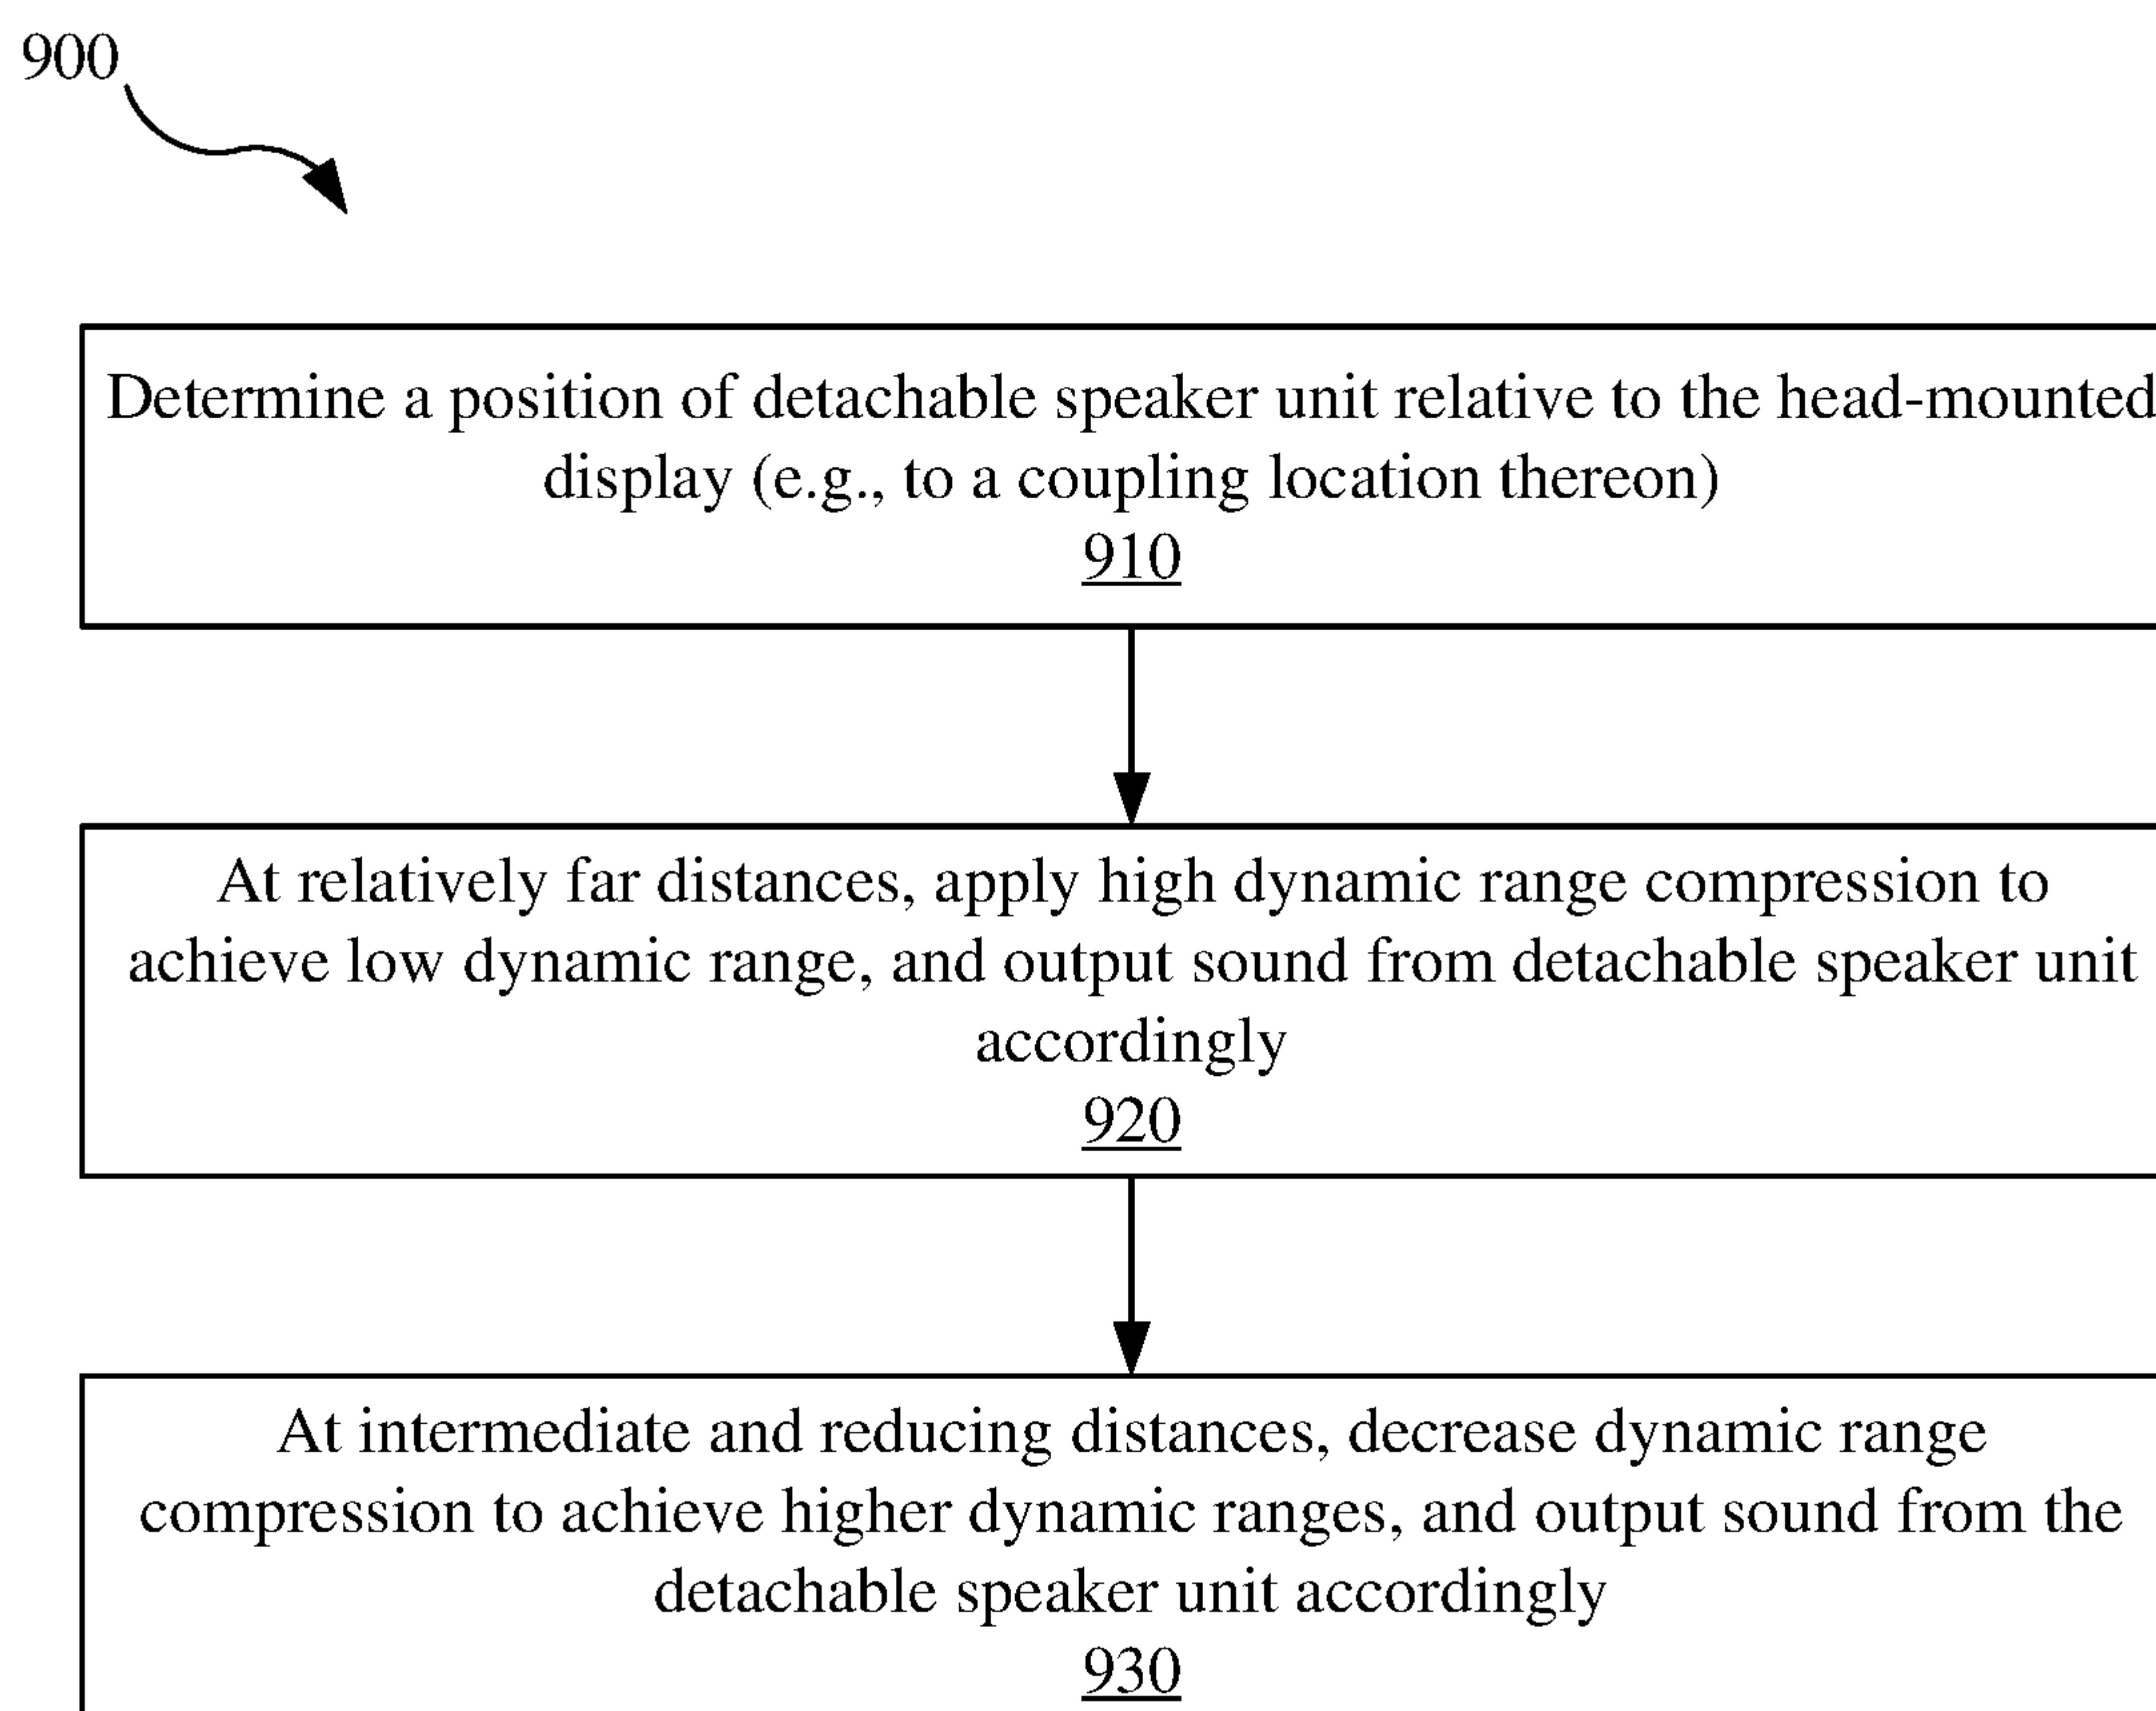 900
Determine a position of detachable speaker unit relative to the head-mounted
display (e.g., to a coupling location thereon)
910
At relatively far distances, apply high dynamic range compression to
achieve low dynamic range, and output sound from detachable speaker unit
accordingly
920
At intermediate and reducing distances, decrease dynamic range
compression to achieve higher dynamic ranges, and output sound from the
detachable speaker unit accordingly
930